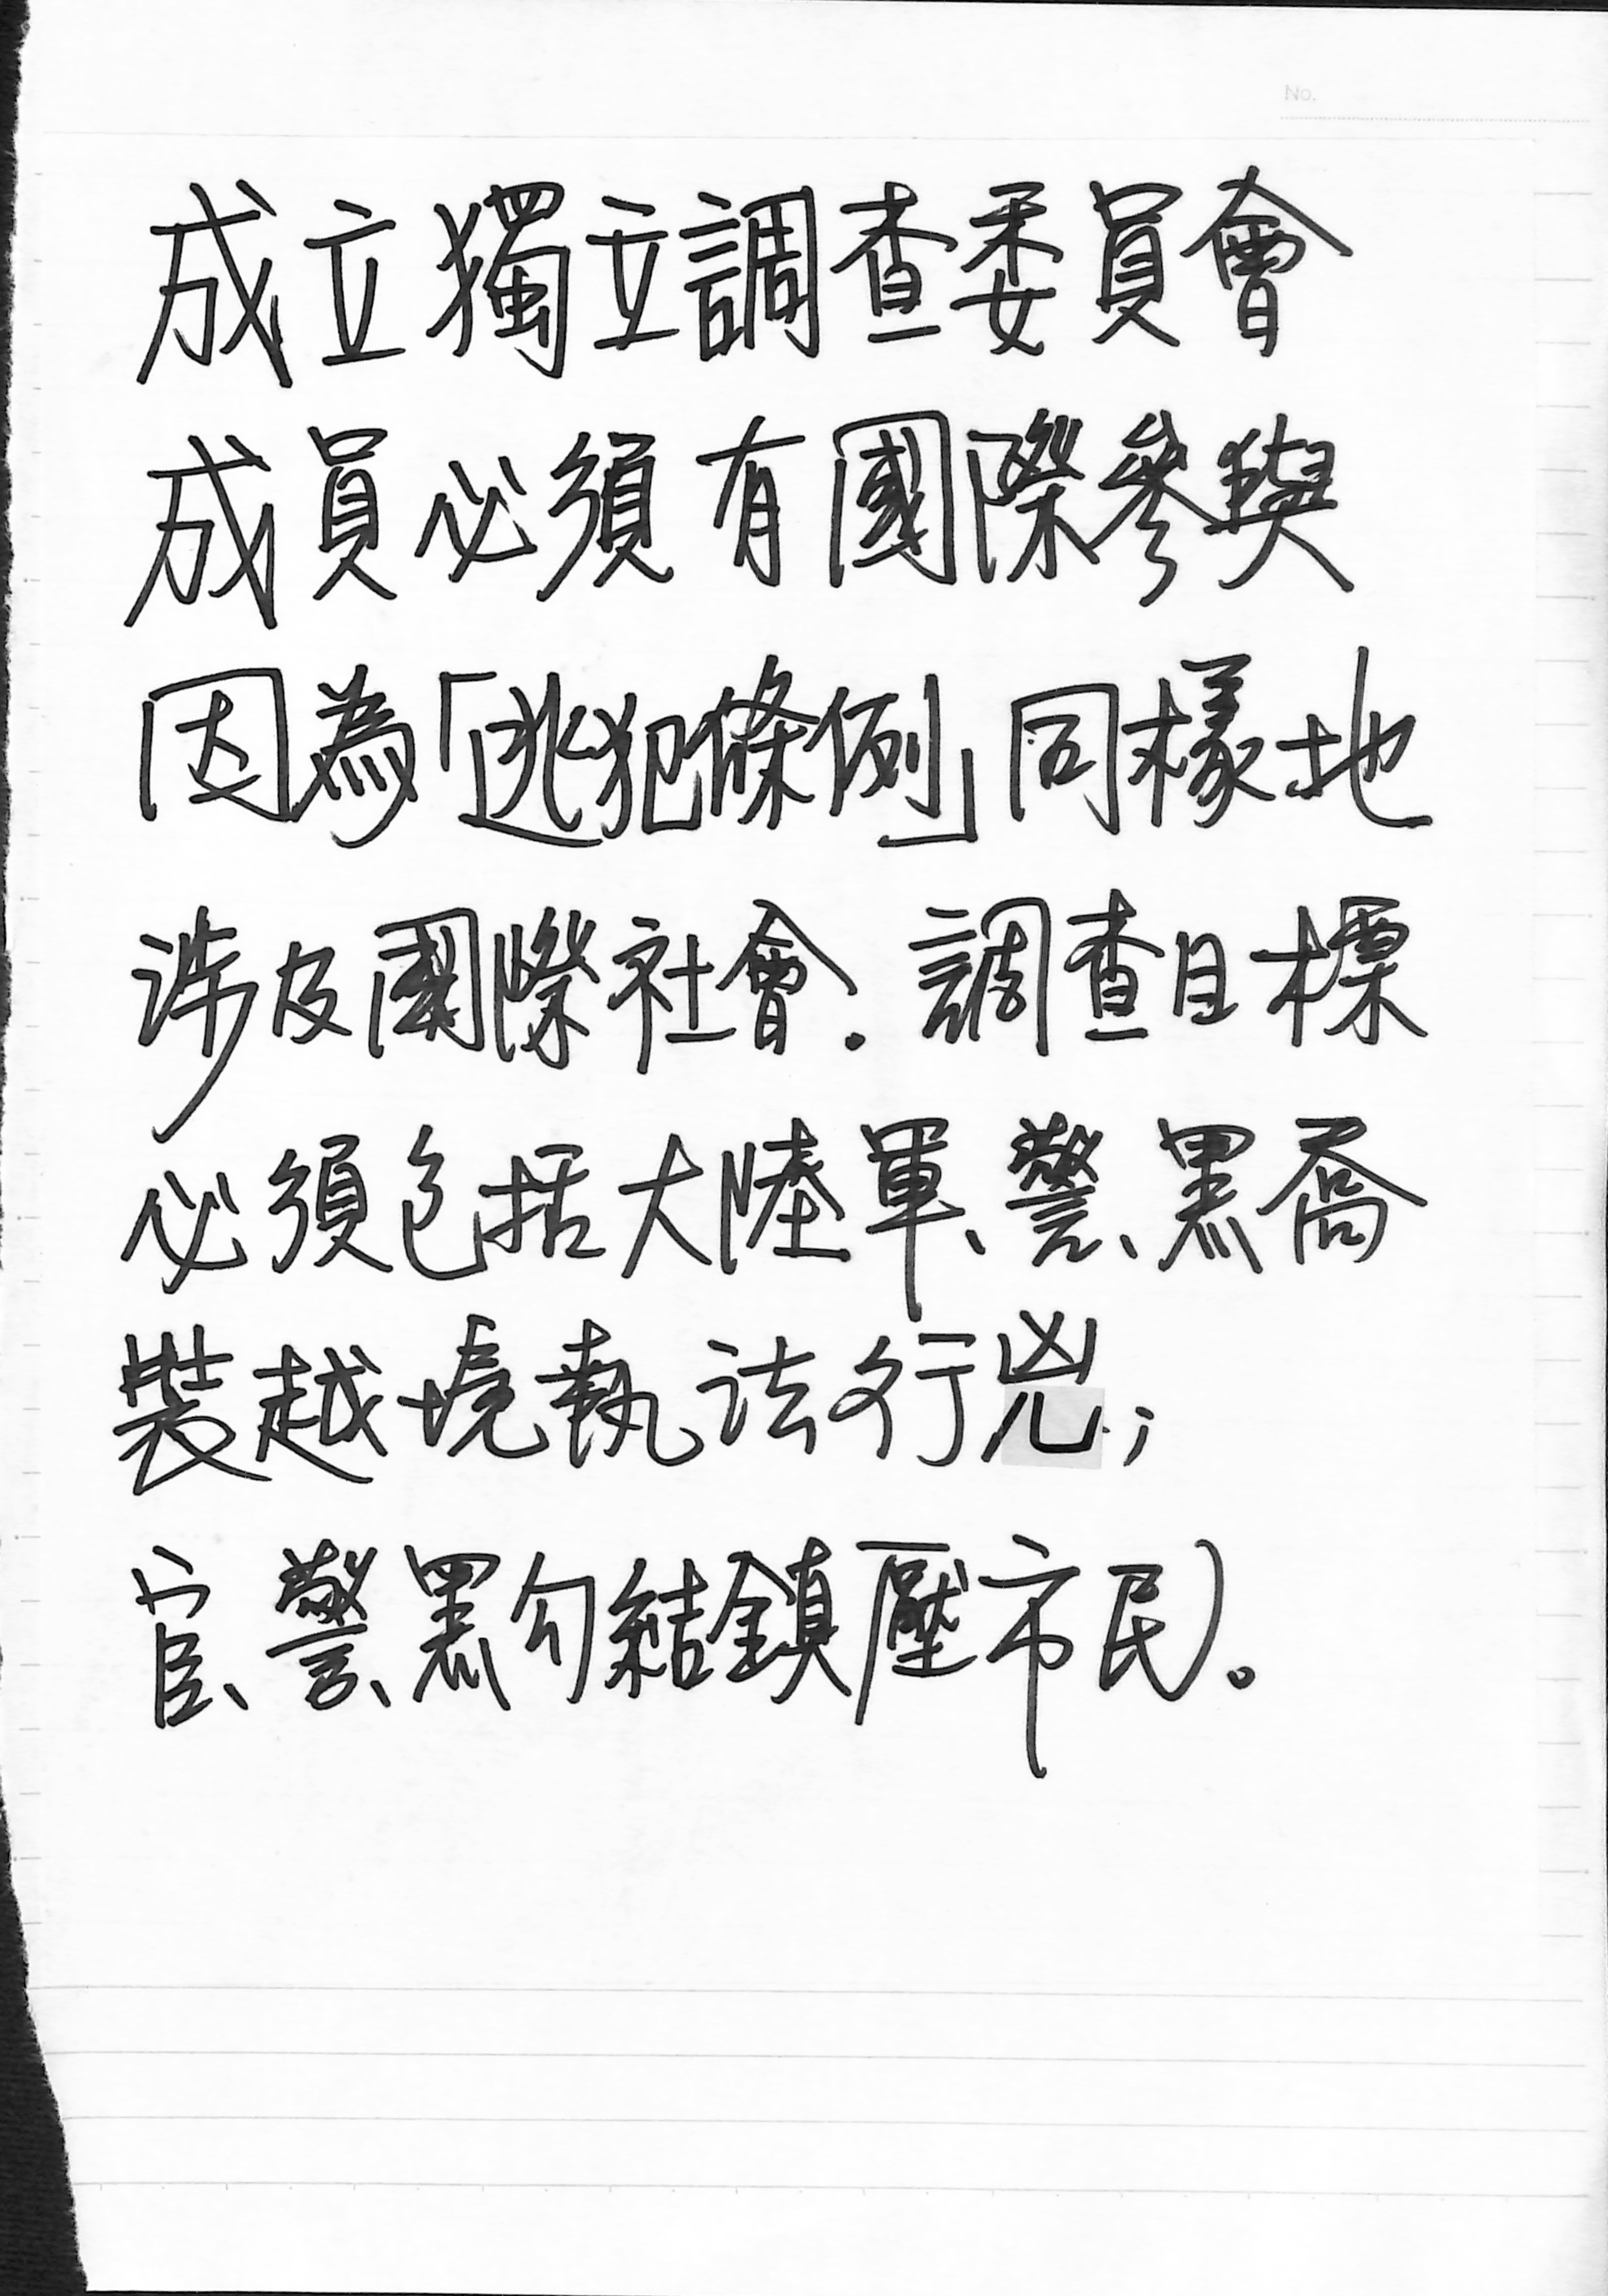 No.
成立獨立調查委員會
成員必須有國際參與
因為「逃犯條例」同樣地
涉及國際社會.調查目標
必須包括大陸軍、警、黑喬
裝越境執法行兇;
官、警、黑勾結鎮壓市民)。